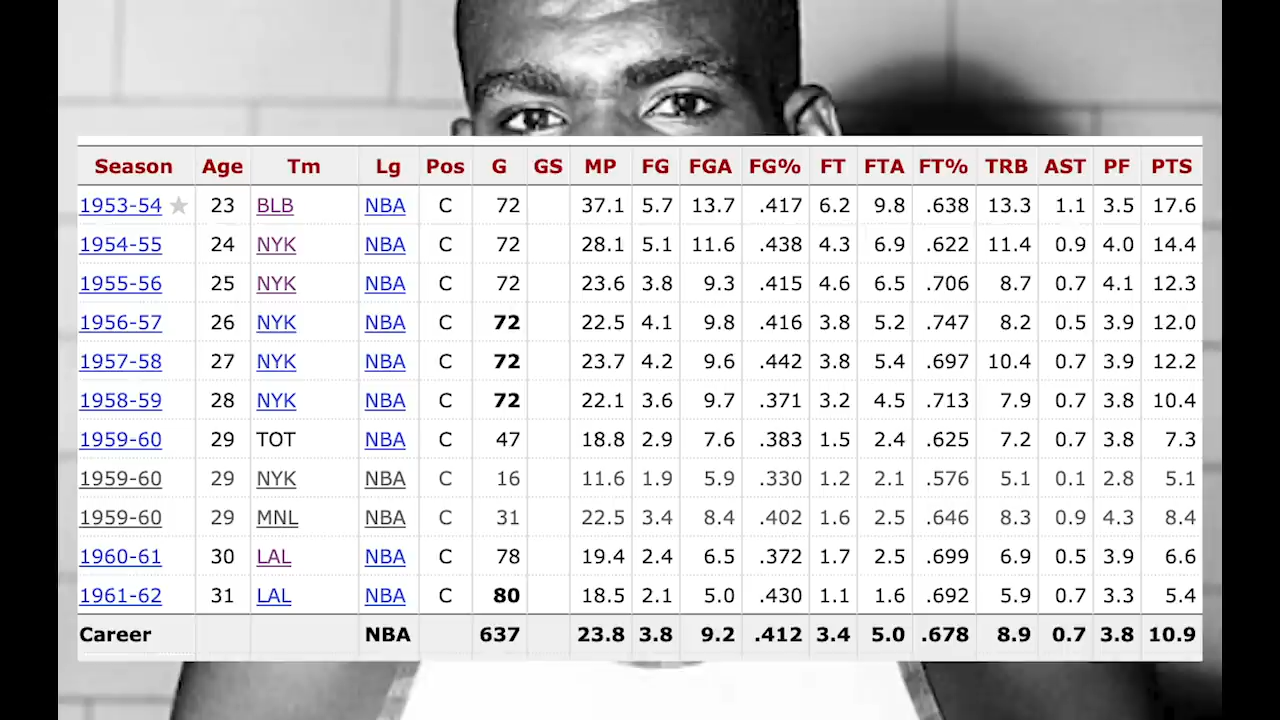 Season Age Tm Lg Pos G GS MP FG FGA FG% FT FTA FT% TRB AST PF PTS
1953-54 ★ 23 BLB NBA C 72 37.1 5.7 13.7 .417 6.2 9.8 .638 13.3 1.1 3.5 17.6
1954-55 24 NYK NBA C 72 28.1 5.1 11.6 .438 4.3 6.9 .622 11.4 0.9 4.0 14.4
1955-56 25 NYK NBA C 72 23.6 3.8 9.3 .415 4.6 6.5 .706 8.7 0.7 4.1 12.3
1956-57 26 NYK NBA C 72 22.5 4.1 9.8 .416 3.8 5.2 .747 8.2 0.5 3.9 12.0
1957-58 27 NYK NBA C 72 23.7 4.2 9.6 .442 3.8 5.4 .697 10.4 0.7 3.9 12.2
1958-59 28 NYK NBA C 72 22.1 3.6 9.7 .371 3.2 4.5 .713 7.9 0.7 3.8 10.4
1959-60 29 TOT NBA C 47 18.8 2.9 7.6 .383 1.5 2.4 .625 7.2 0.7 3.8 7.3
1959-60 29 NYK NBA C 16 11.6 1.9 5.9 .330 1.2 2.1 .576 5.1 0.1 2.8 5.1
1959-60 29 MNL NBA C 31 22.5 3.4 8.4 .402 1.6 2.5 .646 8.3 0.9 4.3 8.4
1960-61 30 LAL NBA C 78 19.4 2.4 6.5 .372 1.7 2.5 .699 6.9 0.5 3.9 6.6
1961-62 31 LAL NBA C 80 18.5 2.1 5.0 .430 1.1 1.6 .692 5.9 0.7 3.3 5.4
Career NBA 637 23.8 3.8 9.2 .412 3.4 5.0 .678 8.9 0.7 3.8 10.9